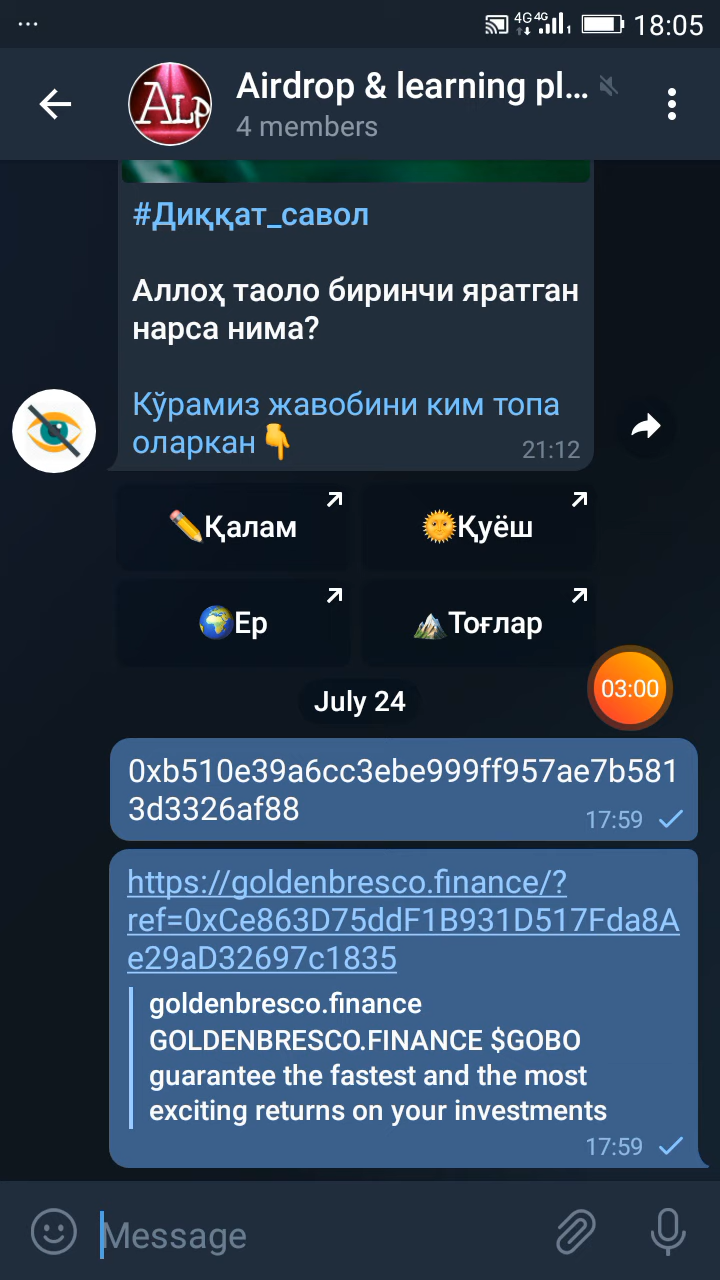 18:05
4G 4G
Airdrop & learning pl...
4 members
ALP
#Диққат_савол
Аллоҳ таоло биринчи яратган
нарса нима?
Кўрамиз жавобини ким топа
оларкан👇
21:12
✏️Қалам
🌞Қуёш
🌍Ер
🏔️Тоғлар
July 24
03:00
0xb510e39a6cc3ebe999ff957ae7b581
3d3326af88
17:59
https://goldenbresco.finance/?
ref=0xCe863D75ddF1B931D517Fda8A
e29aD32697c1835
goldenbresco.finance
GOLDENBRESCO.FINANCE $GOBO
guarantee the fastest and the most
exciting returns on your investments
17:59
Message